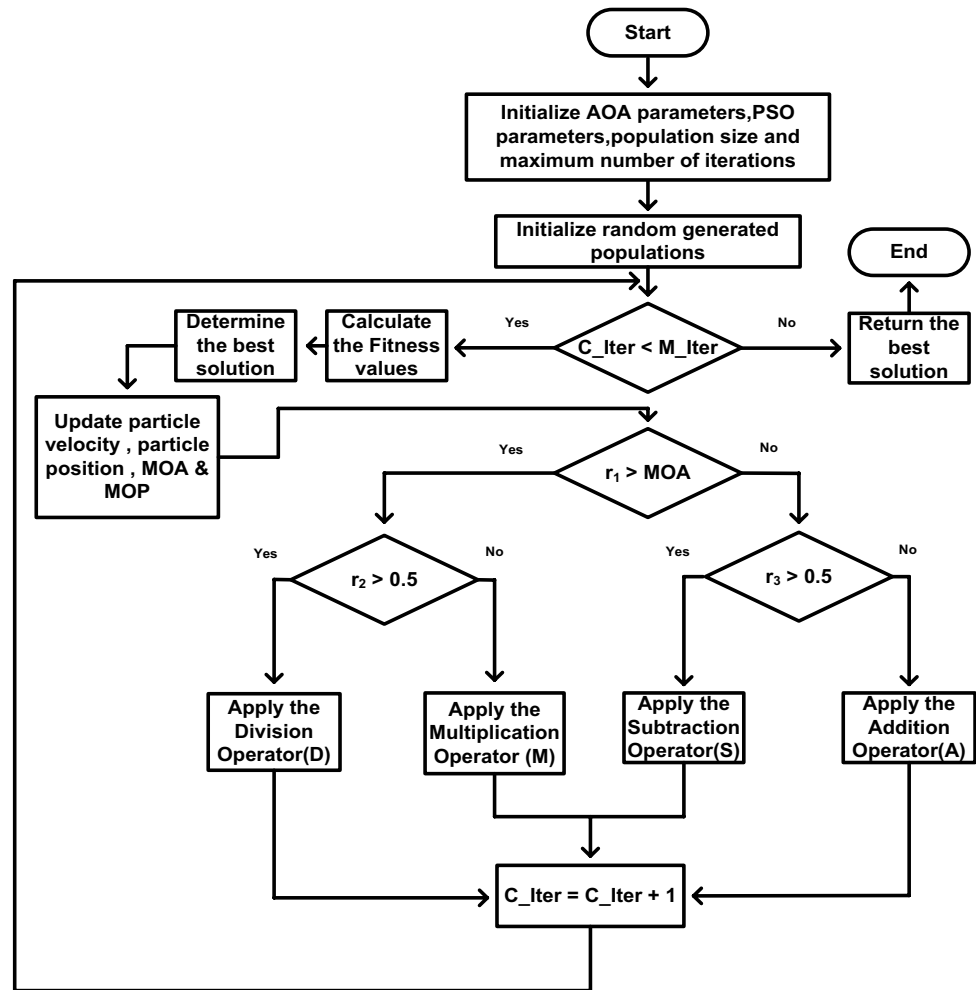 Start
Initialize AOA parameters,PSO
parameters,population size and
maximum number of iterations
Initialize random generated
populations
End
C_Iter < M_Iter
Yes
No
Calculate
the Fitness
values
Determine
the best
solution
Return the
best
solution
Update particle
velocity , particle
position , MOA &
MOP
r₁ > MOA
Yes
No
r₂ > 0.5
Yes
No
r₃ > 0.5
Yes
No
Apply the
Division
Operator(D)
Apply the
Multiplication
Operator (M)
Apply the
Subtraction
Operator(S)
Apply the
Addition
Operator(A)
C_Iter = C_Iter + 1